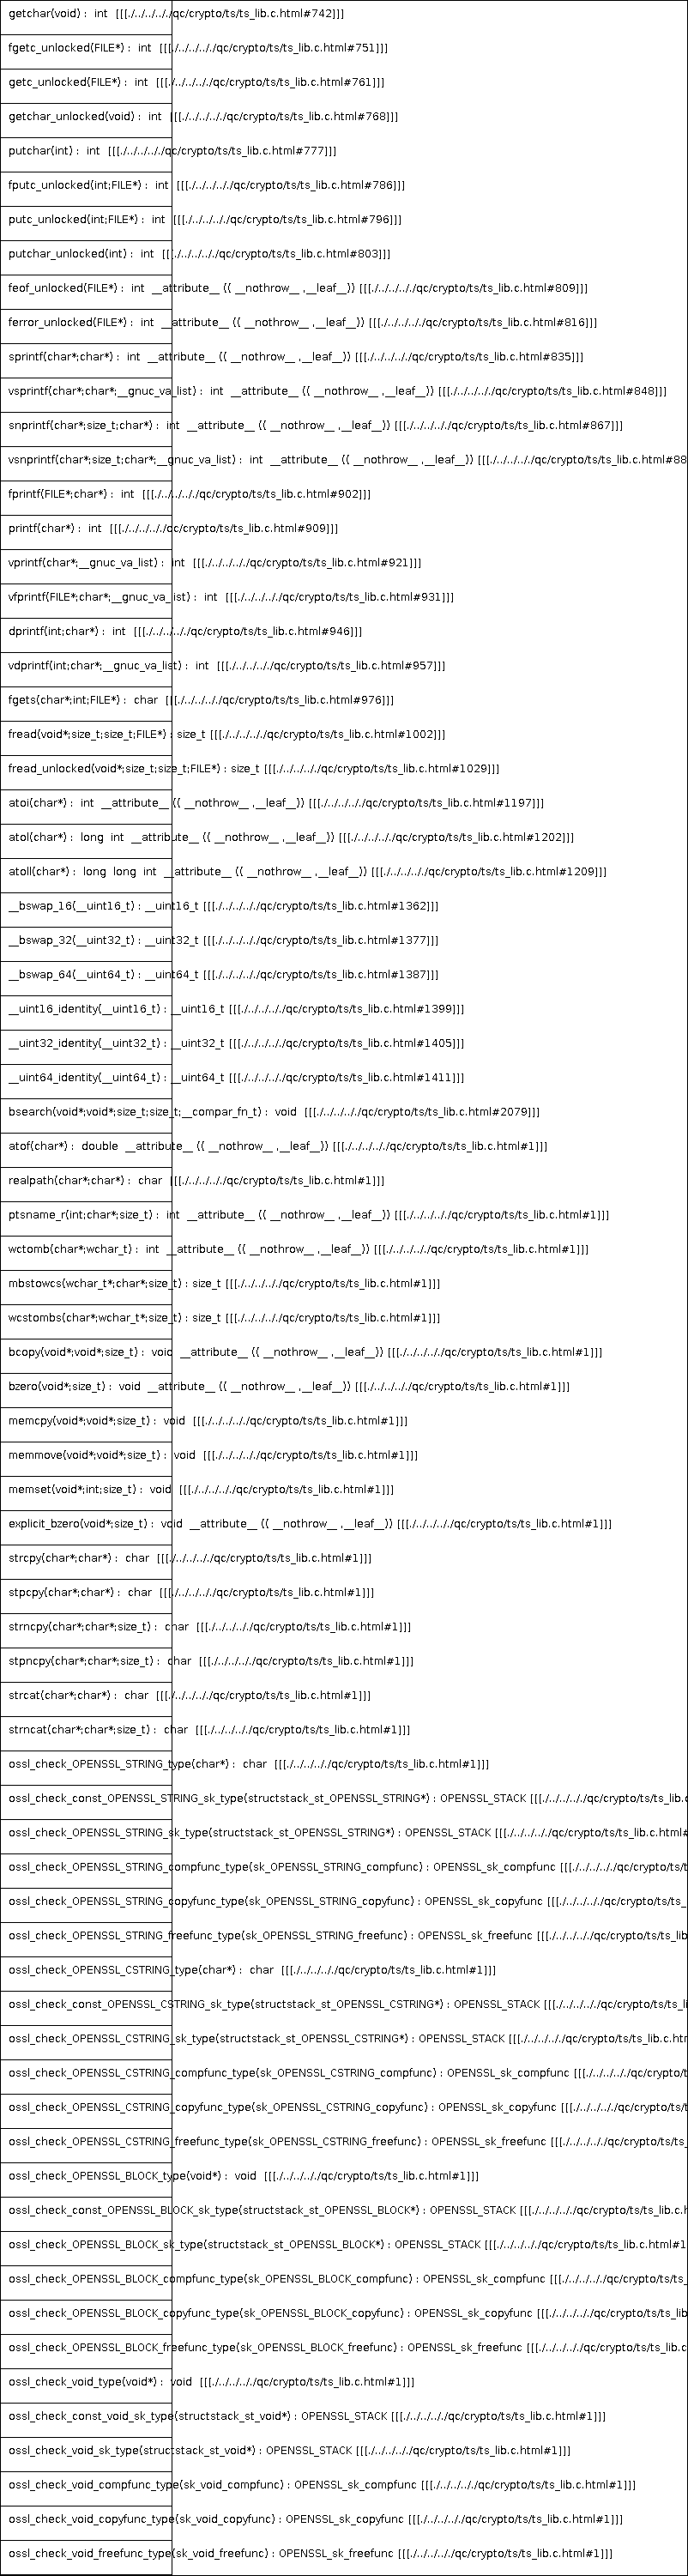 getchar(void) : int [[[./../../../qc/crypto/ts/ts_lib.c.html#742]]]
fgetc_unlocked(FILE*) : int [[[./../../../qc/crypto/ts/ts_lib.c.html#751]]]
getc_unlocked(FILE*) : int [[[./../../../qc/crypto/ts/ts_lib.c.html#761]]]
getchar_unlocked(void) : int [[[./../../../qc/crypto/ts/ts_lib.c.html#768]]]
putchar(int) : int [[[./../../../qc/crypto/ts/ts_lib.c.html#777]]]
fputc_unlocked(int;FILE*) : int [[[./../../../qc/crypto/ts/ts_lib.c.html#786]]]
putc_unlocked(int;FILE*) : int [[[./../../../qc/crypto/ts/ts_lib.c.html#796]]]
putchar_unlocked(int) : int [[[./../../../qc/crypto/ts/ts_lib.c.html#803]]]
feof_unlocked(FILE*) : int __attribute__ (( __nothrow__ ,__leaf__)) [[[./../../../qc/crypto/ts/ts_lib.c.html#809]]]
ferror_unlocked(FILE*) : int __attribute__ (( __nothrow__ ,__leaf__)) [[[./../../../qc/crypto/ts/ts_lib.c.html#816]]]
sprintf(char*;char*) : int __attribute__ (( __nothrow__ ,__leaf__)) [[[./../../../qc/crypto/ts/ts_lib.c.html#835]]]
vsprintf(char*;char*;__gnuc_va_list) : int __attribute__ (( __nothrow__ ,__leaf__)) [[[./../../../qc/crypto/ts/ts_lib.c.html#848]]]
snprintf(char*;size_t;char*) : int __attribute__ (( __nothrow__ ,__leaf__)) [[[./../../../qc/crypto/ts/ts_lib.c.html#867]]]
vsnprintf(char*;size_t;char*;__gnuc_va_list) : int __attribute__ (( __nothrow__ ,__leaf__)) [[[./../../../qc/crypto/ts/ts_lib.c.html#88
fprintf(FILE*;char*) : int [[[./../../../qc/crypto/ts/ts_lib.c.html#902]]]
printf(char*) : int [[[./../../../qc/crypto/ts/ts_lib.c.html#909]]]
vprintf(char*;__gnuc_va_list) : int [[[./../../../qc/crypto/ts/ts_lib.c.html#921]]]
vfprintf(FILE*;char*;__gnuc_va_list) : int [[[./../../../qc/crypto/ts/ts_lib.c.html#931]]]
dprintf(int;char*) : int [[[./../../../qc/crypto/ts/ts_lib.c.html#946]]]
vdprintf(int;char*;__gnuc_va_list) : int [[[./../../../qc/crypto/ts/ts_lib.c.html#957]]]
fgets(char*;int;FILE*) : char [[[./../../../qc/crypto/ts/ts_lib.c.html#976]]]
fread(void*;size_t;size_t;FILE*) : size_t [[[./../../../qc/crypto/ts/ts_lib.c.html#1002]]]
fread_unlocked(void*;size_t;size_t;FILE*) : size_t [[[./../../../qc/crypto/ts/ts_lib.c.html#1029]]]
atoi(char*) : int __attribute__ (( __nothrow__ ,__leaf__)) [[[./../../../qc/crypto/ts/ts_lib.c.html#1197]]]
atol(char*) : long int __attribute__ (( __nothrow__ ,__leaf__)) [[[./../../../qc/crypto/ts/ts_lib.c.html#1202]]]
atoll(char*) : long long int __attribute__ (( __nothrow__ ,__leaf__)) [[[./../../../qc/crypto/ts/ts_lib.c.html#1209]]]
__bswap_16(__uint16_t) : __uint16_t [[[./../../../qc/crypto/ts/ts_lib.c.html#1362]]]
__bswap_32(__uint32_t) : __uint32_t [[[./../../../qc/crypto/ts/ts_lib.c.html#1377]]]
__bswap_64(__uint64_t) : __uint64_t [[[./../../../qc/crypto/ts/ts_lib.c.html#1387]]]
__uint16_identity(__uint16_t) : __uint16_t [[[./../../../qc/crypto/ts/ts_lib.c.html#1399]]]
__uint32_identity(__uint32_t) : __uint32_t [[[./../../../qc/crypto/ts/ts_lib.c.html#1405]]]
__uint64_identity(__uint64_t) : __uint64_t [[[./../../../qc/crypto/ts/ts_lib.c.html#1411]]]
bsearch(void*;void*;size_t;size_t;__compar_fn_t) : void [[[./../../../qc/crypto/ts/ts_lib.c.html#2079]]]
atof(char*) : double __attribute__ (( __nothrow__ ,__leaf__)) [[[./../../../qc/crypto/ts/ts_lib.c.html#1]]]
realpath(char*;char*) : char [[[./../../../qc/crypto/ts/ts_lib.c.html#1]]]
ptsname_r(int;char*;size_t) : int __attribute__ (( __nothrow__ ,__leaf__)) [[[./../../../qc/crypto/ts/ts_lib.c.html#1]]]
wctomb(char*;wchar_t) : int __attribute__ (( __nothrow__ ,__leaf__)) [[[./../../../qc/crypto/ts/ts_lib.c.html#1]]]
mbstowcs(wchar_t*;char*;size_t) : size_t [[[./../../../qc/crypto/ts/ts_lib.c.html#1]]]
wcstombs(char*;wchar_t*;size_t) : size_t [[[./../../../qc/crypto/ts/ts_lib.c.html#1]]]
bcopy(void*;void*;size_t) : void __attribute__ (( __nothrow__ ,__leaf__)) [[[./../../../qc/crypto/ts/ts_lib.c.html#1]]]
bzero(void*;size_t) : void __attribute__ (( __nothrow__ ,__leaf__)) [[[./../../../qc/crypto/ts/ts_lib.c.html#1]]]
memcpy(void*;void*;size_t) : void [[[./../../../qc/crypto/ts/ts_lib.c.html#1]]]
memmove(void*;void*;size_t) : void [[[./../../../qc/crypto/ts/ts_lib.c.html#1]]]
memset(void*;int;size_t) : void [[[./../../../qc/crypto/ts/ts_lib.c.html#1]]]
explicit_bzero(void*;size_t) : void __attribute__ (( __nothrow__ ,__leaf__)) [[[./../../../qc/crypto/ts/ts_lib.c.html#1]]]
strcpy(char*;char*) : char [[[./../../../qc/crypto/ts/ts_lib.c.html#1]]]
stpcpy(char*;char*) : char [[[./../../../qc/crypto/ts/ts_lib.c.html#1]]]
strncpy(char*;char*;size_t) : char [[[./../../../qc/crypto/ts/ts_lib.c.html#1]]]
stpncpy(char*;char*;size_t) : char [[[./../../../qc/crypto/ts/ts_lib.c.html#1]]]
strcat(char*;char*) : char [[[./../../../qc/crypto/ts/ts_lib.c.html#1]]]
strncat(char*;char*;size_t) : char [[[./../../../qc/crypto/ts/ts_lib.c.html#1]]]
ossl_check_OPENSSL_STRING_type(char*) : char [[[./../../../qc/crypto/ts/ts_lib.c.html#1]]]
ossl_check_const_OPENSSL_STRING_sk_type(structstack_st_OPENSSL_STRING*) : OPENSSL_STACK [[[./../../../qc/crypto/ts/ts_lib.c
ossl_check_OPENSSL_STRING_sk_type(structstack_st_OPENSSL_STRING*) : OPENSSL_STACK [[[./../../../qc/crypto/ts/ts_lib.c.html#
ossl_check_OPENSSL_STRING_compfunc_type(sk_OPENSSL_STRING_compfunc) : OPENSSL_sk_compfunc [[[./../../../qc/crypto/ts/t
ossl_check_OPENSSL_STRING_copyfunc_type(sk_OPENSSL_STRING_copyfunc) : OPENSSL_sk_copyfunc [[[./../../../qc/crypto/ts/ts_
ossl_check_OPENSSL_STRING_freefunc_type(sk_OPENSSL_STRING_freefunc) : OPENSSL_sk_freefunc [[[./../../../qc/crypto/ts/ts_lib
ossl_check_OPENSSL_CSTRING_type(char*) : char [[[./../../../qc/crypto/ts/ts_lib.c.html#1]]]
ossl_check_const_OPENSSL_CSTRING_sk_type(structstack_st_OPENSSL_CSTRING*) : OPENSSL_STACK [[[./../../../qc/crypto/ts/ts_li
ossl_check_OPENSSL_CSTRING_sk_type(structstack_st_OPENSSL_CSTRING*) : OPENSSL_STACK [[[./../../../qc/crypto/ts/ts_lib.c.htm
ossl_check_OPENSSL_CSTRING_compfunc_type(sk_OPENSSL_CSTRING_compfunc) : OPENSSL_sk_compfunc [[[./../../../qc/crypto/t
ossl_check_OPENSSL_CSTRING_copyfunc_type(sk_OPENSSL_CSTRING_copyfunc) : OPENSSL_sk_copyfunc [[[./../../../qc/crypto/ts/t
ossl_check_OPENSSL_CSTRING_freefunc_type(sk_OPENSSL_CSTRING_freefunc) : OPENSSL_sk_freefunc [[[./../../../qc/crypto/ts/ts_
ossl_check_OPENSSL_BLOCK_type(void*) : void [[[./../../../qc/crypto/ts/ts_lib.c.html#1]]]
ossl_check_const_OPENSSL_BLOCK_sk_type(structstack_st_OPENSSL_BLOCK*) : OPENSSL_STACK [[[./../../../qc/crypto/ts/ts_lib.c.h
ossl_check_OPENSSL_BLOCK_sk_type(structstack_st_OPENSSL_BLOCK*) : OPENSSL_STACK [[[./../../../qc/crypto/ts/ts_lib.c.html#1
ossl_check_OPENSSL_BLOCK_compfunc_type(sk_OPENSSL_BLOCK_compfunc) : OPENSSL_sk_compfunc [[[./../../../qc/crypto/ts/ts_
ossl_check_OPENSSL_BLOCK_copyfunc_type(sk_OPENSSL_BLOCK_copyfunc) : OPENSSL_sk_copyfunc [[[./../../../qc/crypto/ts/ts_lib
ossl_check_OPENSSL_BLOCK_freefunc_type(sk_OPENSSL_BLOCK_freefunc) : OPENSSL_sk_freefunc [[[./../../../qc/crypto/ts/ts_lib.c
ossl_check_void_type(void*) : void [[[./../../../qc/crypto/ts/ts_lib.c.html#1]]]
ossl_check_const_void_sk_type(structstack_st_void*) : OPENSSL_STACK [[[./../../../qc/crypto/ts/ts_lib.c.html#1]]]
ossl_check_void_sk_type(structstack_st_void*) : OPENSSL_STACK [[[./../../../qc/crypto/ts/ts_lib.c.html#1]]]
ossl_check_void_compfunc_type(sk_void_compfunc) : OPENSSL_sk_compfunc [[[./../../../qc/crypto/ts/ts_lib.c.html#1]]]
ossl_check_void_copyfunc_type(sk_void_copyfunc) : OPENSSL_sk_copyfunc [[[./../../../qc/crypto/ts/ts_lib.c.html#1]]]
ossl_check_void_freefunc_type(sk_void_freefunc) : OPENSSL_sk_freefunc [[[./../../../qc/crypto/ts/ts_lib.c.html#1]]]